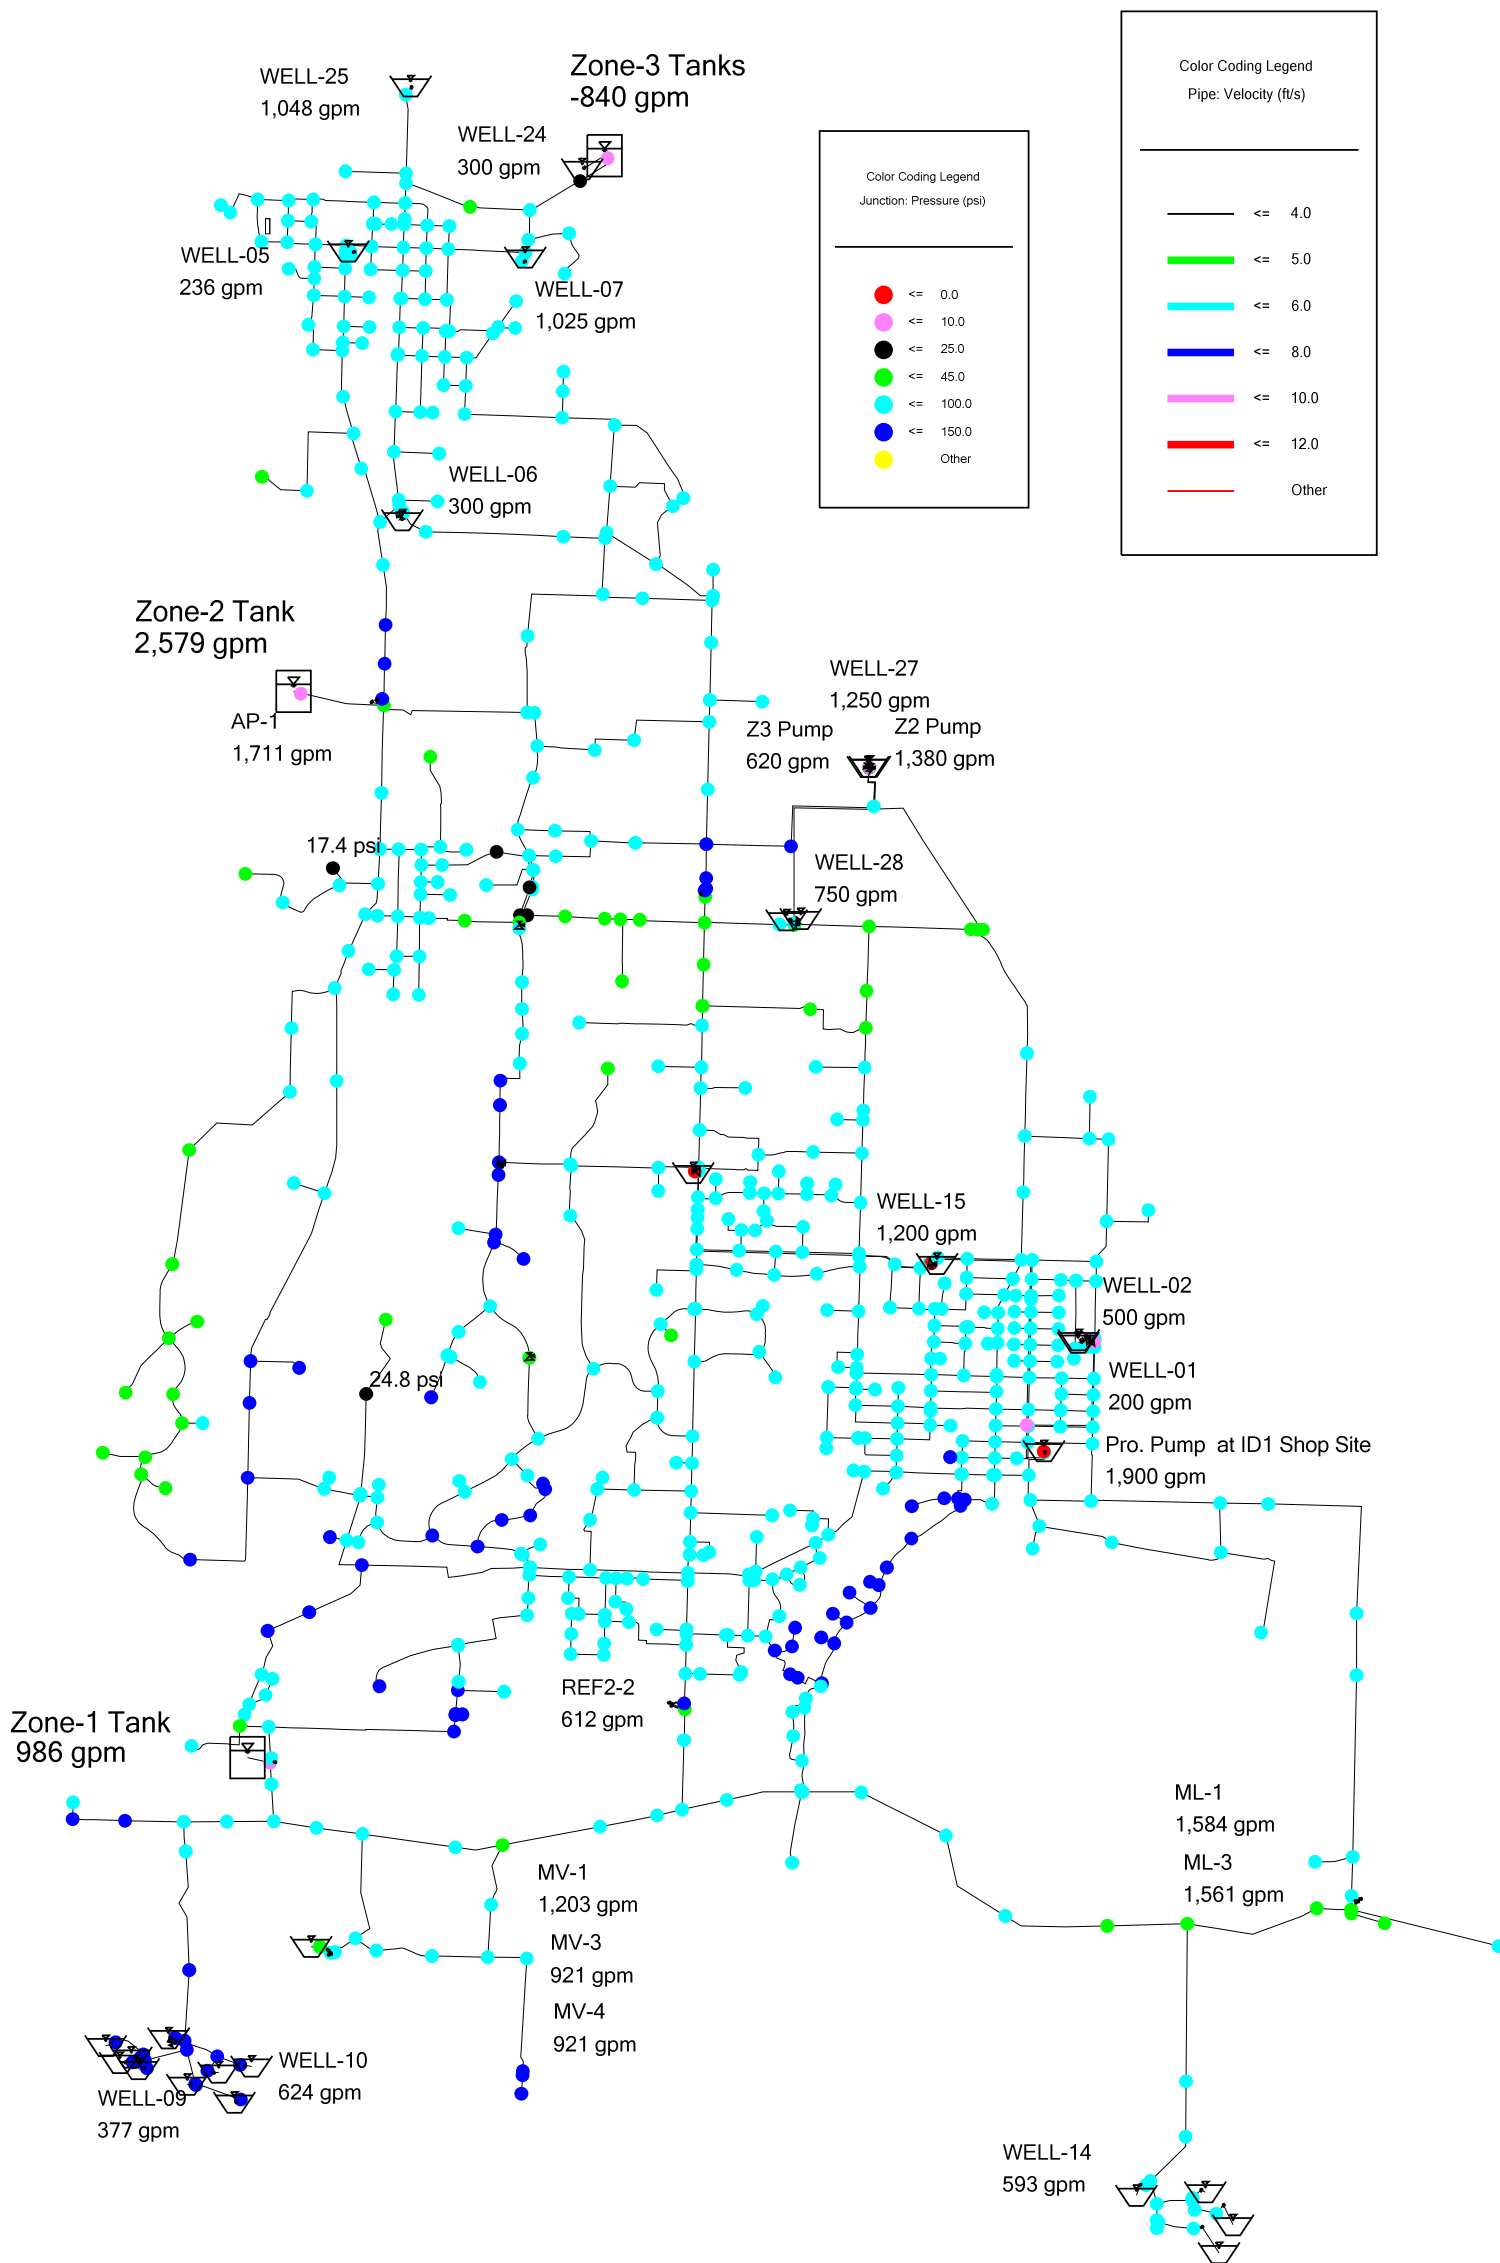 WELL-25
1,048 gpm
Zone-3 Tanks
-840 gpm
WELL-24
300 gpm
Color Coding Legend
Junction: Pressure (psi)
<= 0.0
<= 10.0
<= 25.0
<= 45.0
<= 100.0
<= 150.0
Other
Color Coding Legend
Pipe: Velocity (ft/s)
<= 4.0
<= 5.0
<= 6.0
<= 8.0
<= 10.0
<= 12.0
Other
WELL-05
236 gpm
WELL-07
1,025 gpm
WELL-06
300 gpm
Zone-2 Tank
2,579 gpm
AP-1
1,711 gpm
WELL-27
1,250 gpm
Z3 Pump
620 gpm
Z2 Pump
1,380 gpm
17.4 psi
WELL-28
750 gpm
WELL-15
1,200 gpm
WELL-02
500 gpm
WELL-01
200 gpm
24.8 psi
Pro. Pump at ID1 Shop Site
1,900 gpm
REF2-2
612 gpm
Zone-1 Tank
986 gpm
ML-1
1,584 gpm
ML-3
1,561 gpm
MV-1
1,203 gpm
MV-3
921 gpm
MV-4
921 gpm
WELL-10
624 gpm
WELL-09
377 gpm
WELL-14
593 gpm